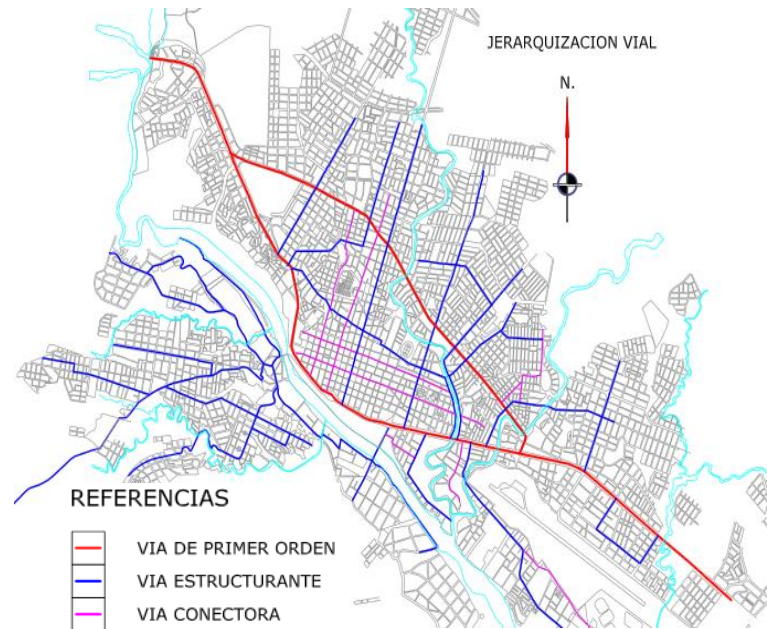 JERARQUIZACION VIAL
N.
REFERENCIAS
VIA DE PRIMER ORDEN
VIA ESTRUCTURANTE
VIA CONECTORA